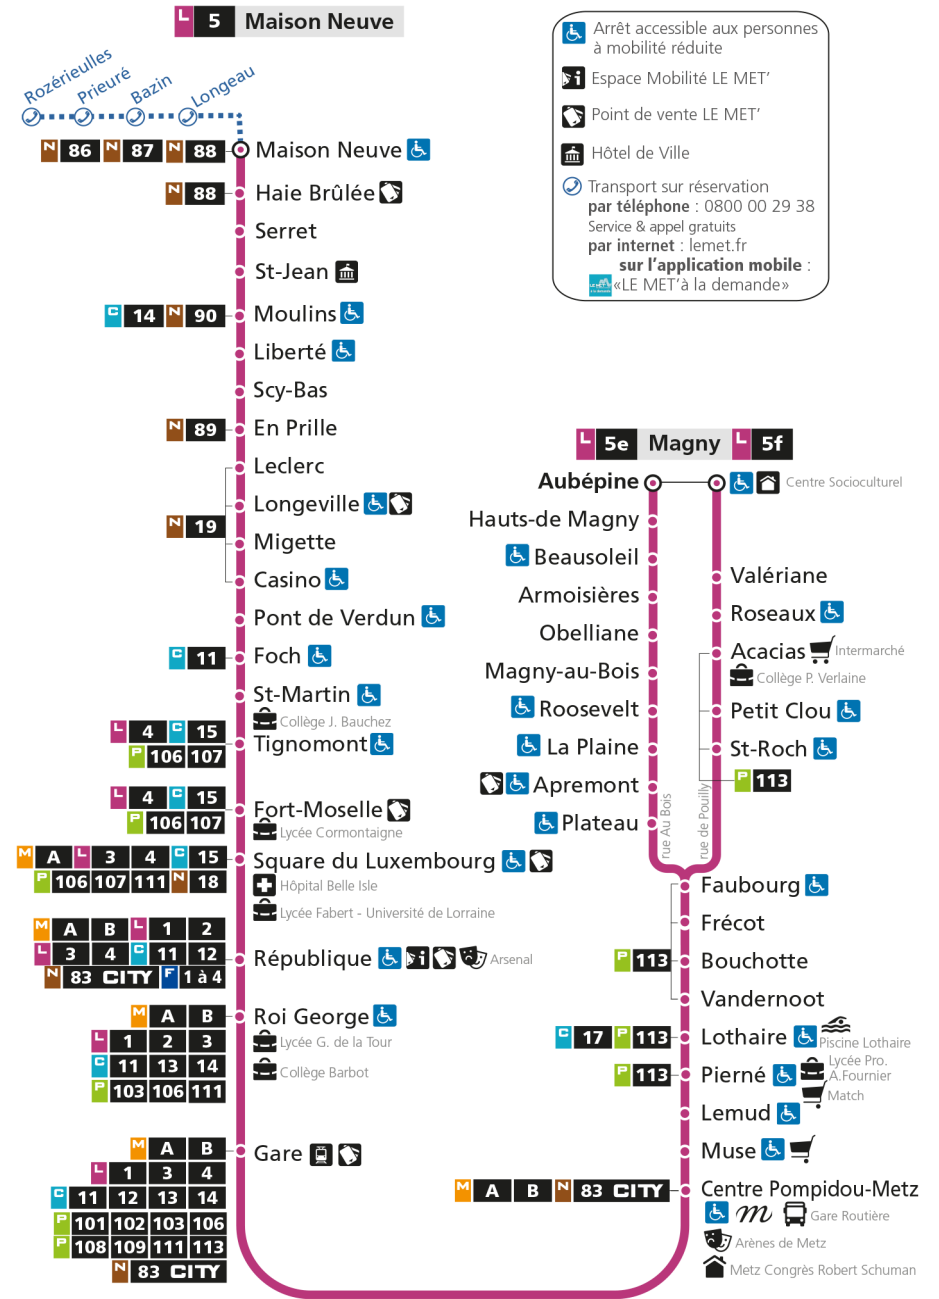 L 5 Maison Neuve
Rozérieulles
Prieuré
Bazin
Longeau
N 86 N 87 N 88 Maison Neuve
N 88 Haie Brûlée
Serret
St-Jean
C 14 N 90 Moulins
Liberté
Scy-Bas
N 89 En Prille
Leclerc
Longeville
N 19
Migette
Casino
Pont de Verdun
C 11 Foch
St-Martin
Collège J. Bauchez
L 4 C 15
Tignomont
P 106 107
L 4 C 15
Fort-Moselle
P 106 107
Lycée Cormontaigne
M A L 3 4 C 15
Square du Luxembourg
P 106 107 111 N 18
Hôpital Belle Isle
Lycée Fabert - Université de Lorraine
M A B L 1 2
L 3 4 C 11 12
République
Arsenal
N 83 CITY F 1 à 4
M A B
Roi George
L 1 2 3
Lycée G. de la Tour
C 11 13 14
Collège Barbot
P 103 106 111
M A B
Gare
L 1 3 4
C 11 12 13 14
P 101 102 103 106
P 108 109 111 113
N 83 CITY
Arrêt accessible aux personnes
à mobilité réduite
i Espace Mobilité LE MET’
Point de vente LE MET’
Hôtel de Ville
Transport sur réservation
par téléphone : 0800 00 29 38
Service & appel gratuits
par internet : lemet.fr
sur l’application mobile :
«LE MET’à la demande»
L 5e Magny L 5f
Aubépine
Centre Socioculturel
Hauts-de Magny
Beausoleil
Armoisières
Obelliane
Magny-au-Bois
Roosevelt
La Plaine
Apremont
Plateau
rue Au Bois
Valériane
Roseaux
Acacias
Intermarché
Collège P. Verlaine
Petit Clou
St-Roch
P 113
rue de Pouilly
Faubourg
Frécot
P 113 Bouchotte
Vandernoot
C 17 P 113 Lothaire
Piscine Lothaire
P 113 Pierné
Lycée Pro.
A.Fournier
Match
Lemud
Muse
M A B N 83 CITY Centre Pompidou-Metz
m Gare Routière
Arènes de Metz
Metz Congrès Robert Schuman